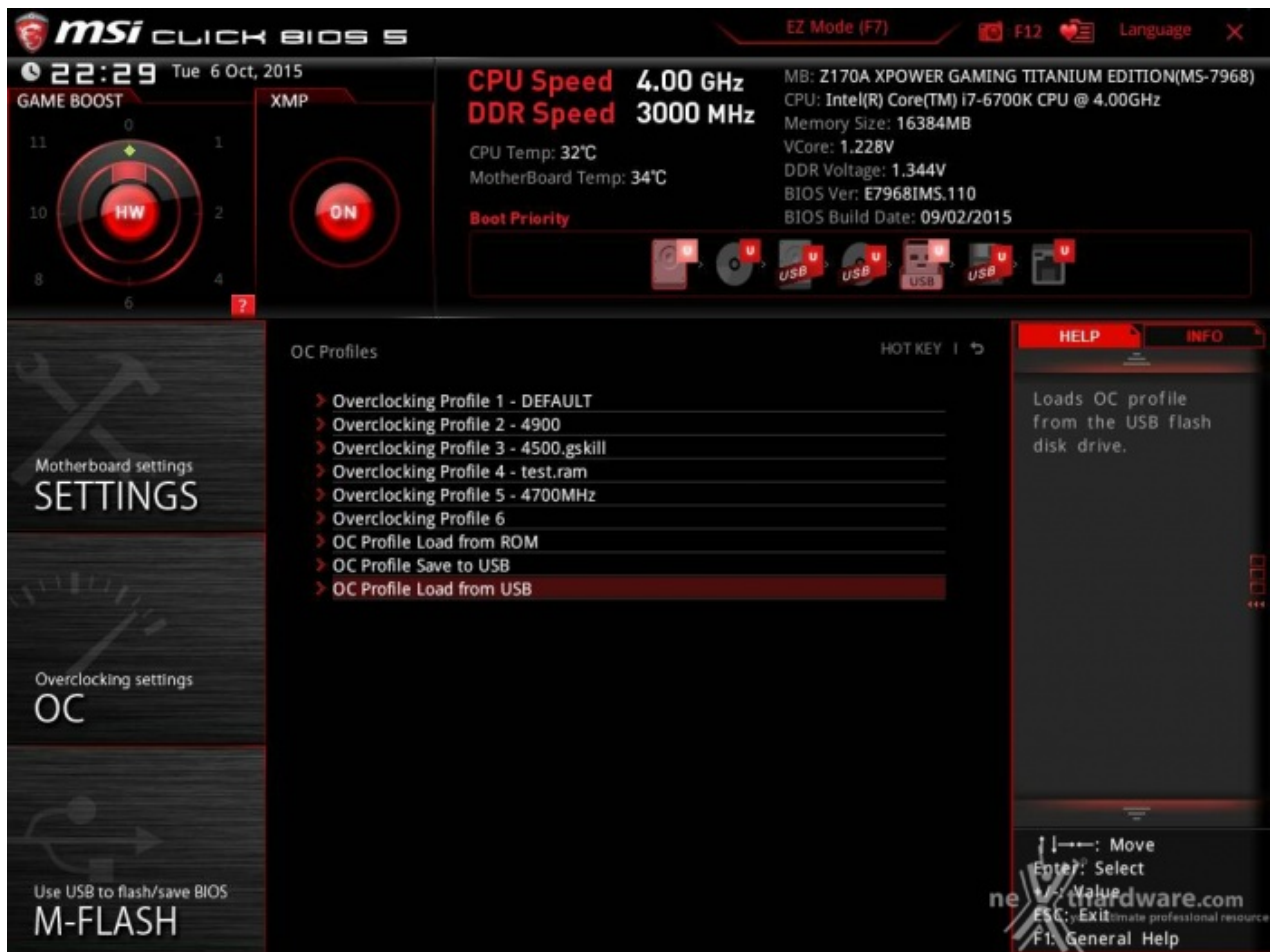 msi CLICK BIOS 5
EZ Mode (F7)
F12
Language
X
22:29 Tue 6 Oct, 2015
GAME BOOST
XMP
0
11
1
10
HW
2
8
4
6
?
ON
CPU Speed 4.00 GHz
DDR Speed 3000 MHz
CPU Temp: 32°C
MotherBoard Temp: 34°C
MB: Z170A XPOWER GAMING TITANIUM EDITION(MS-7968)
CPU: Intel(R) Core(TM) i7-6700K CPU @ 4.00GHz
Memory Size: 16384MB
VCore: 1.228V
DDR Voltage: 1.344V
BIOS Ver: E7968IMS.110
BIOS Build Date: 09/02/2015
Boot Priority
U U USB U USB U USB U USB U U
Motherboard settings
SETTINGS
Overclocking settings
OC
Use USB to flash/save BIOS
M-FLASH
OC Profiles
HOT KEY |
Overclocking Profile 1 - DEFAULT
Overclocking Profile 2 - 4900
Overclocking Profile 3 - 4500.gskill
Overclocking Profile 4 - test.ram
Overclocking Profile 5 - 4700MHz
Overclocking Profile 6
OC Profile Load from ROM
OC Profile Save to USB
OC Profile Load from USB
HELP
INFO
Loads OC profile
from the USB flash
disk drive.
↑↓→←: Move
Enter: Select
+/-: Value
ESC: Exit
F1: General Help
nexthardware.com
your ultimate professional resource